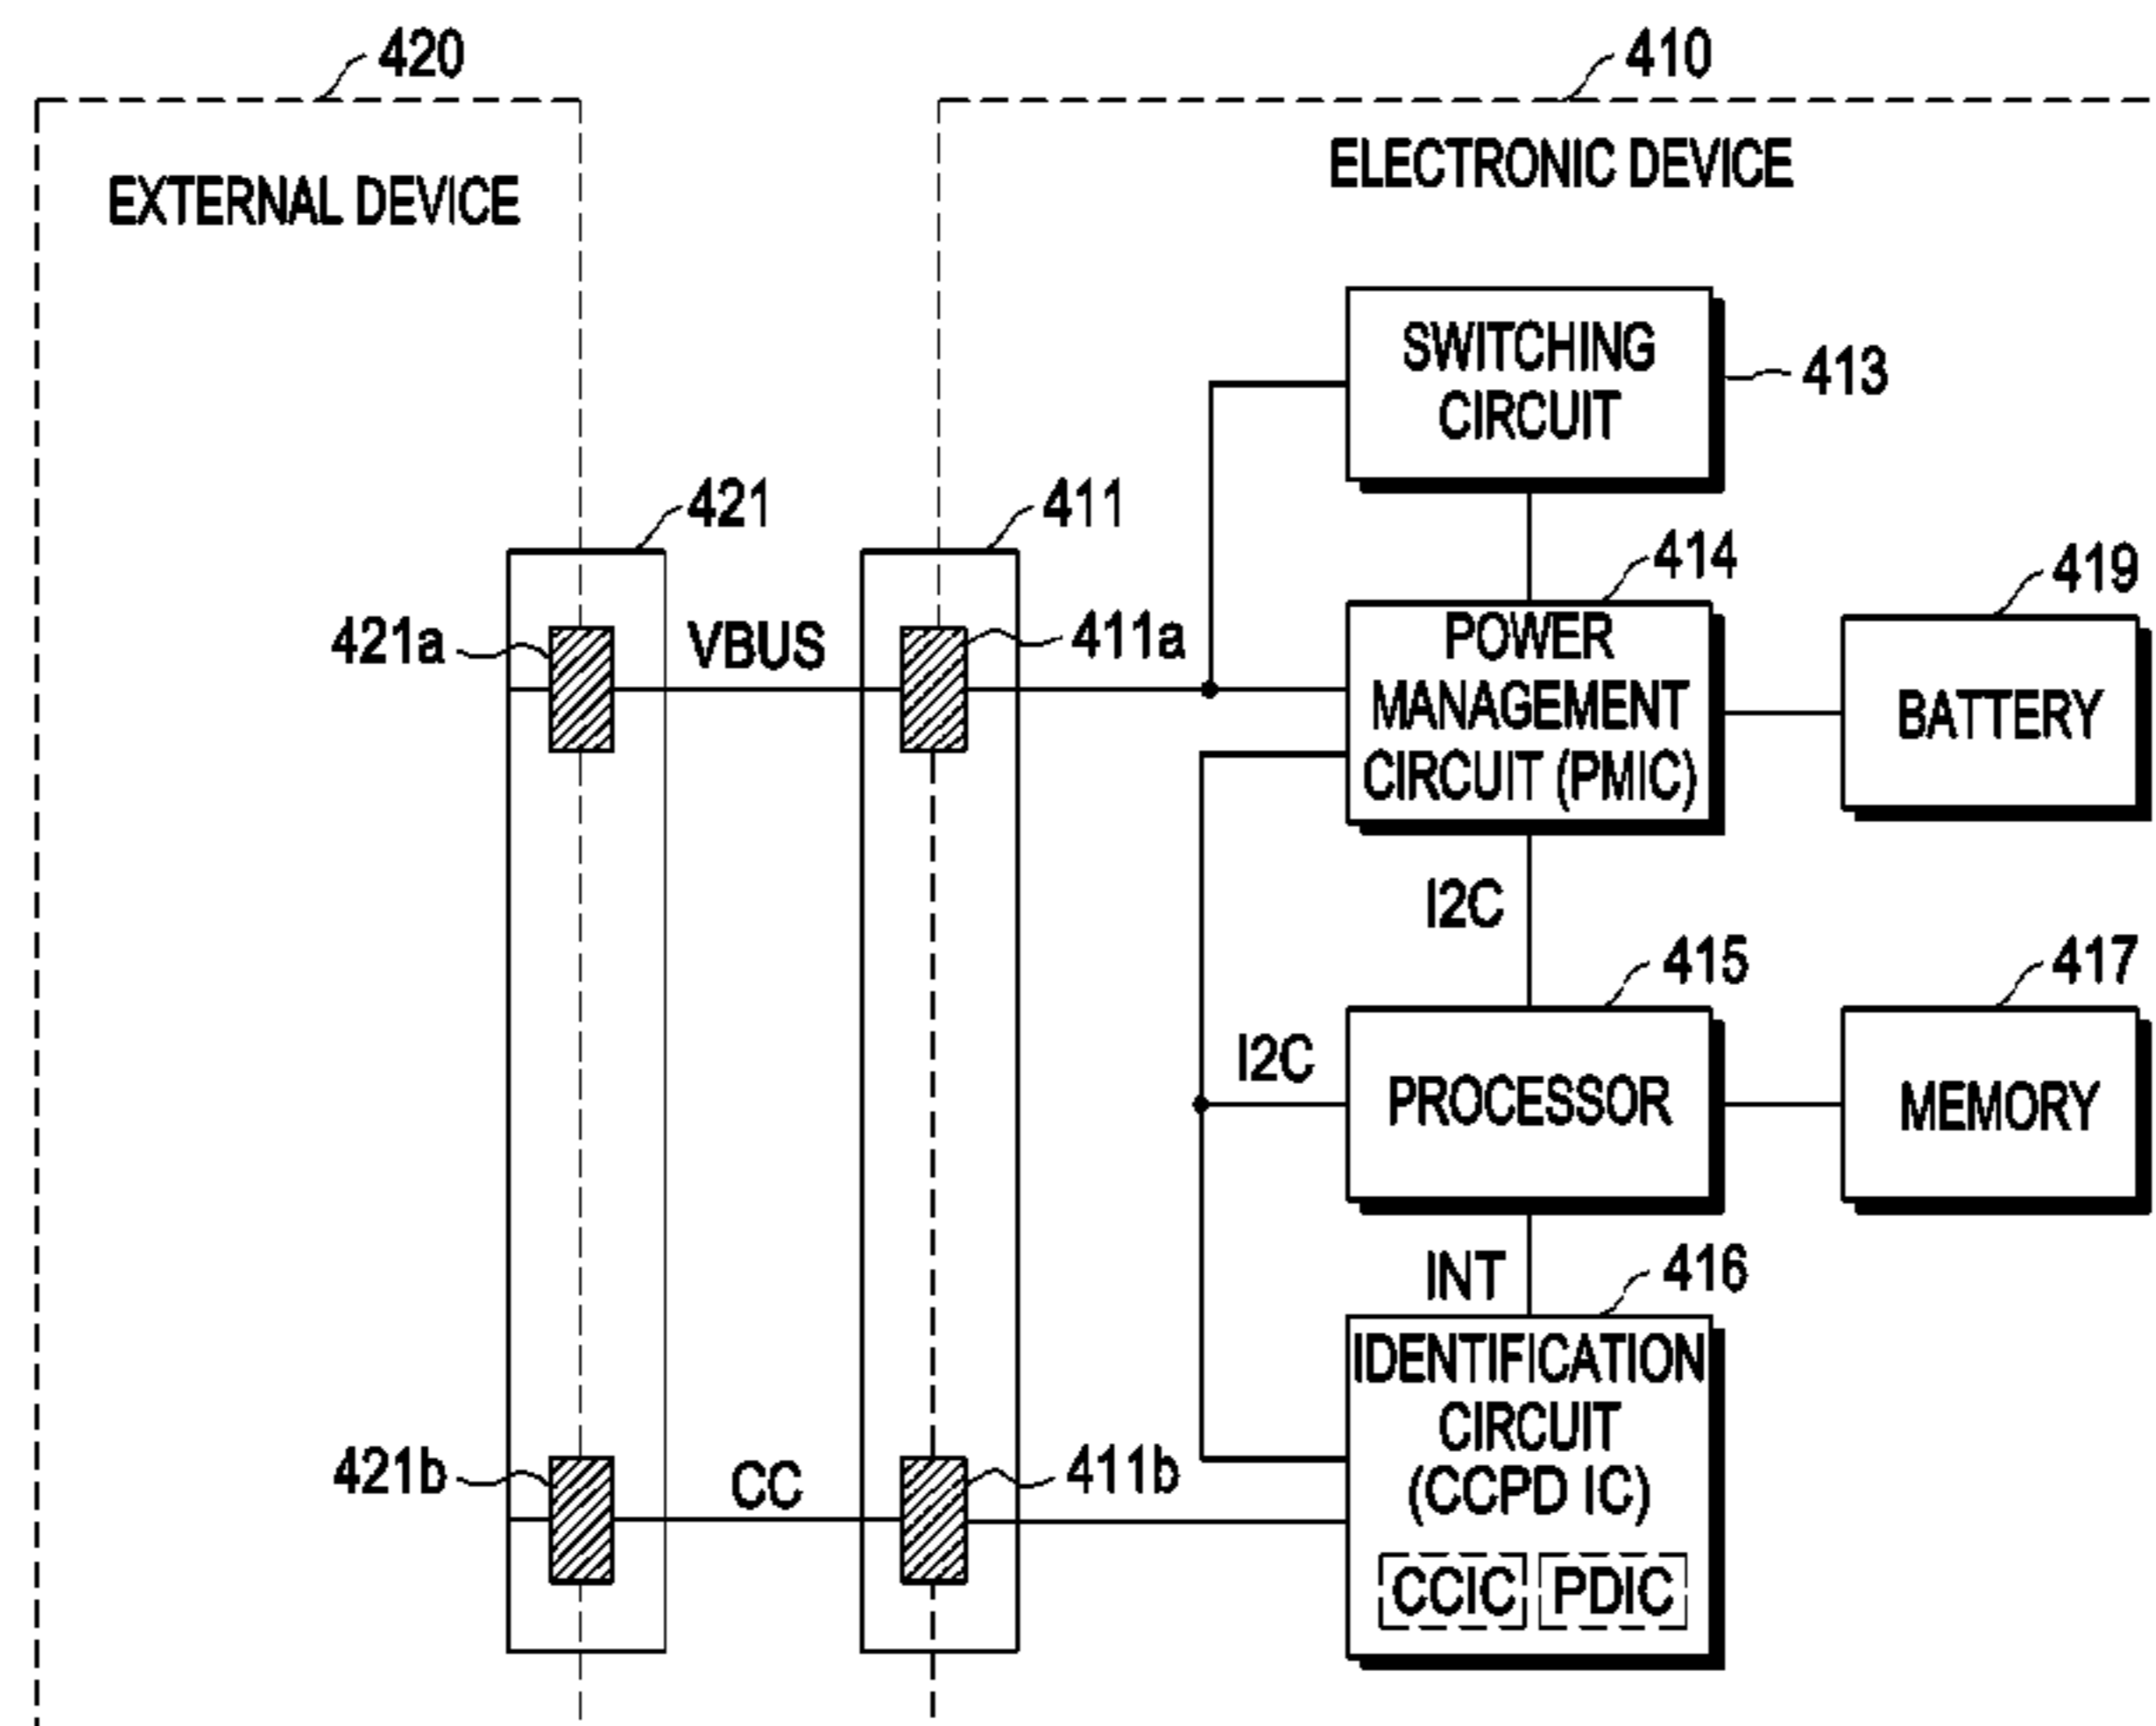 420
410
EXTERNAL DEVICE
ELECTRONIC DEVICE
SWITCHING
CIRCUIT
413
421
411
414
419
421a
VBUS
411a
POWER
MANAGEMENT
CIRCUIT (PMIC)
BATTERY
I2C
415
417
I2C
PROCESSOR
MEMORY
INT
416
421b
CC
411b
IDENTIFICATION
CIRCUIT
(CCPD IC)
CCIC PDIC